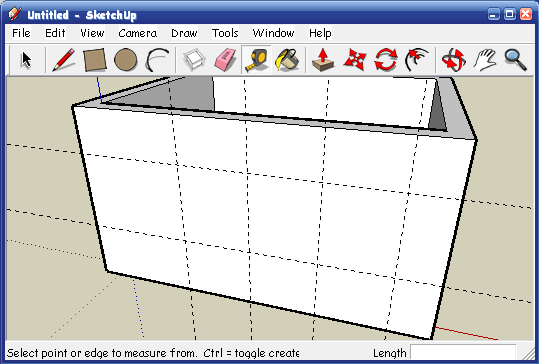 Untitled - SketchUp
File Edit View Camera Draw Tools Window Help
Select point or edge to measure from. Ctrl = toggle create Length